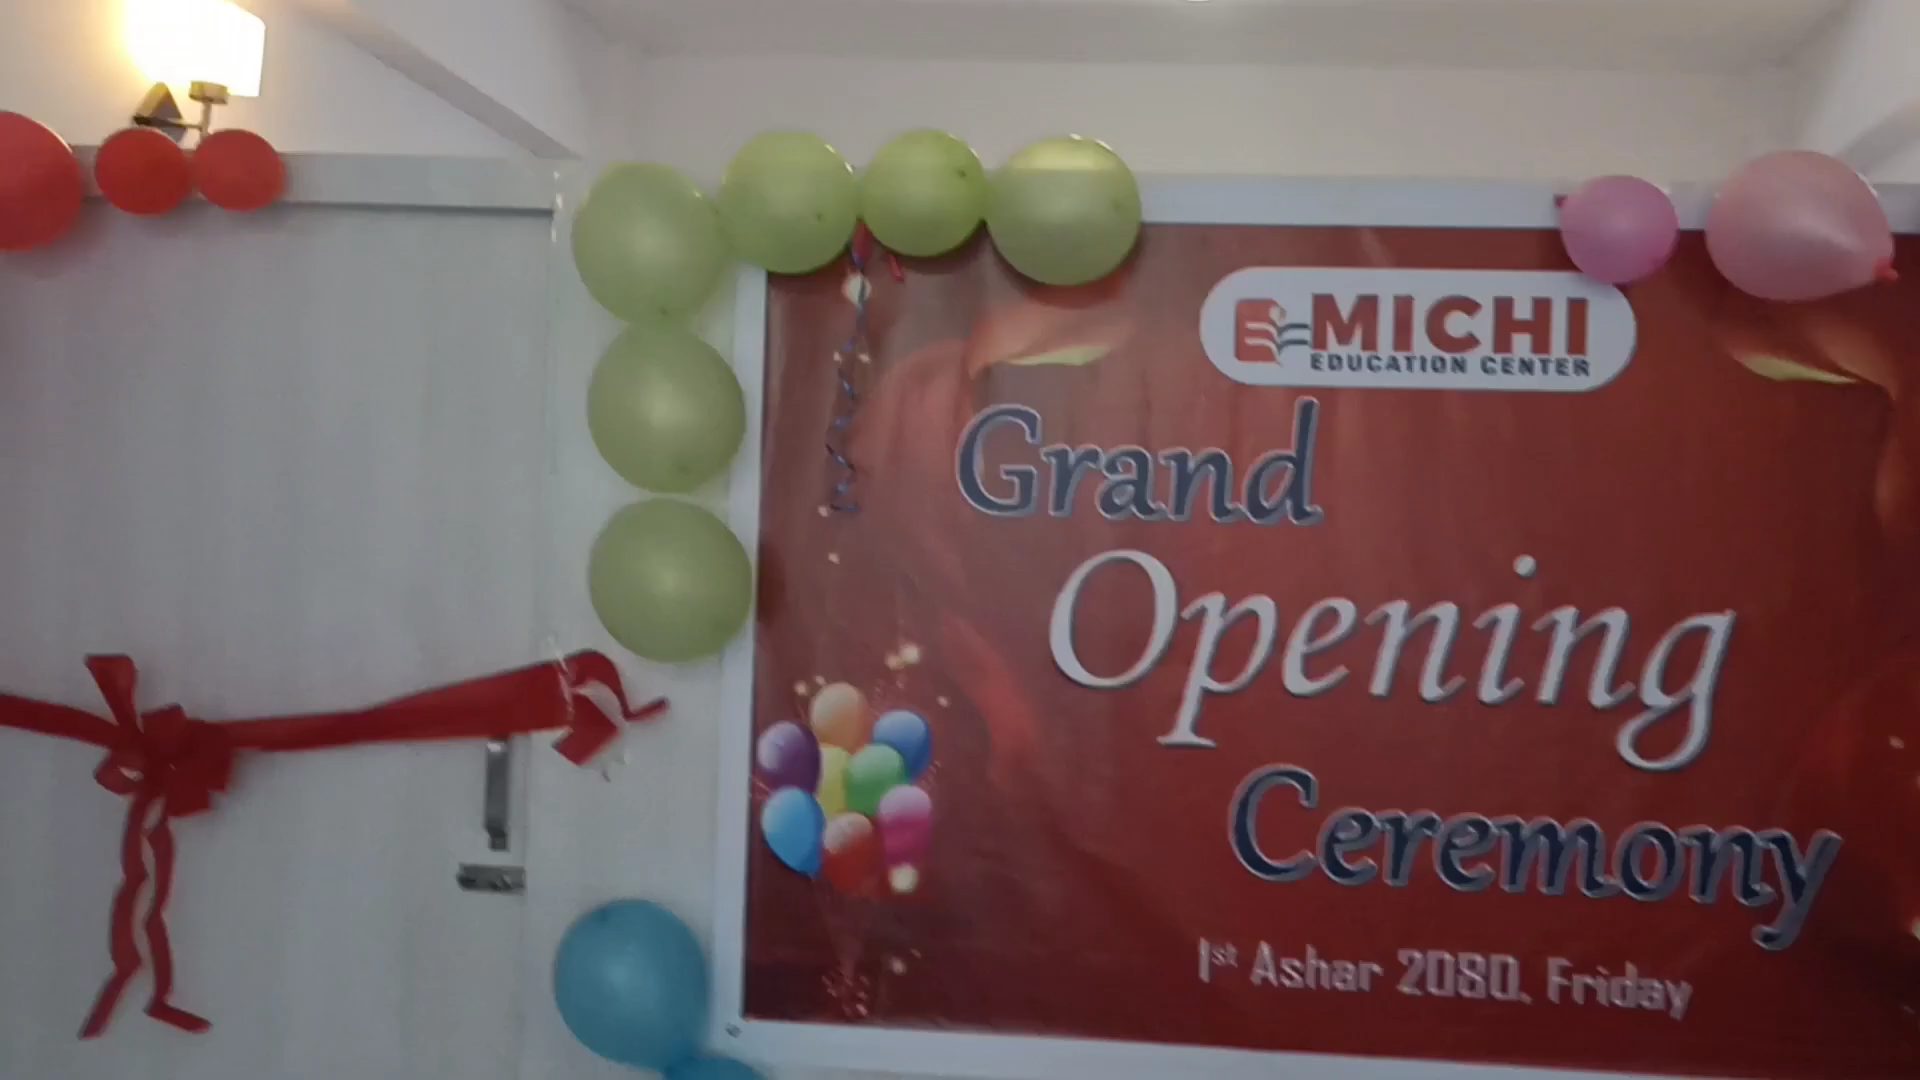 MICHI
EDUCATION CENTER
Grand
Opening
Ceremony
1st Ashar 2080, Friday